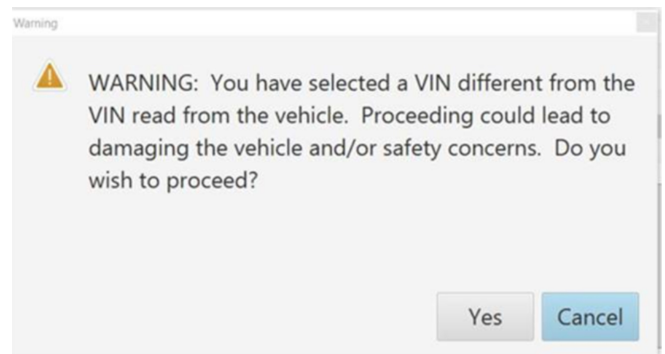 Warning
WARNING: You have selected a VIN different from the
VIN read from the vehicle. Proceeding could lead to
damaging the vehicle and/or safety concerns. Do you
wish to proceed?
Yes
Cancel